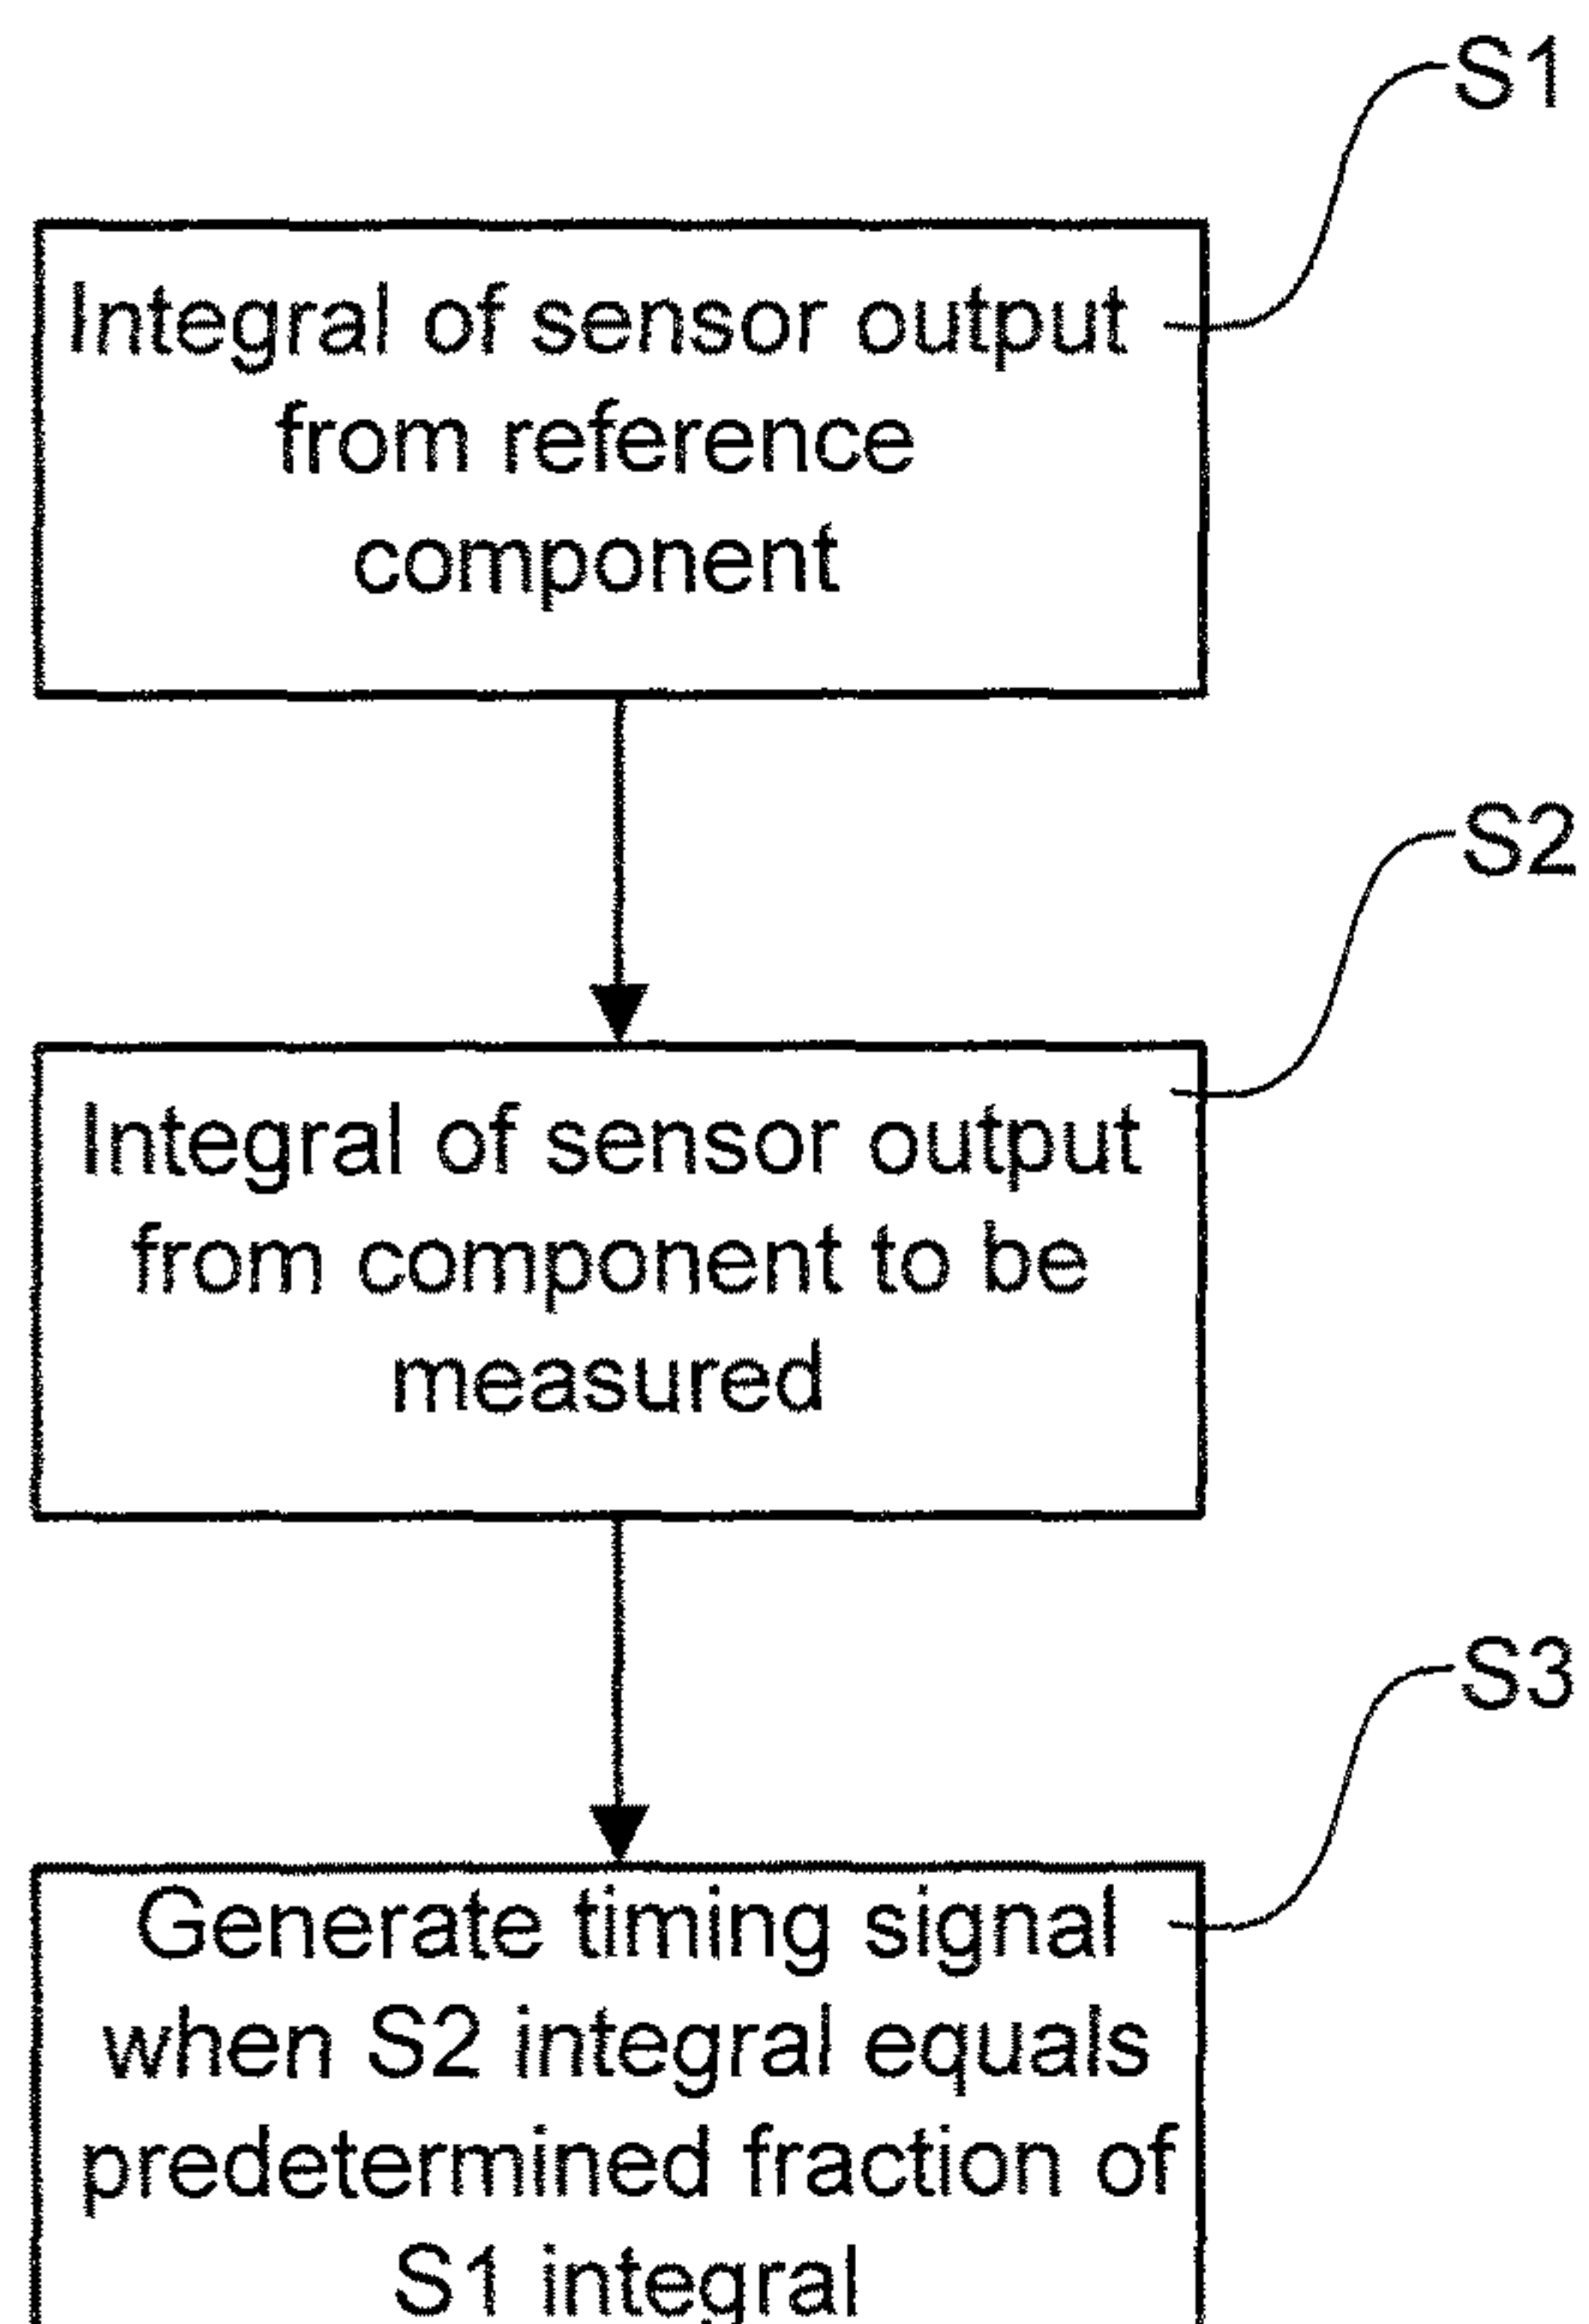 S1
Integral of sensor output
from reference
component
S2
Integral of sensor output
from component to be
measured
S3
Generate timing signal
when S2 integral equals
predetermined fraction of
S1 integral